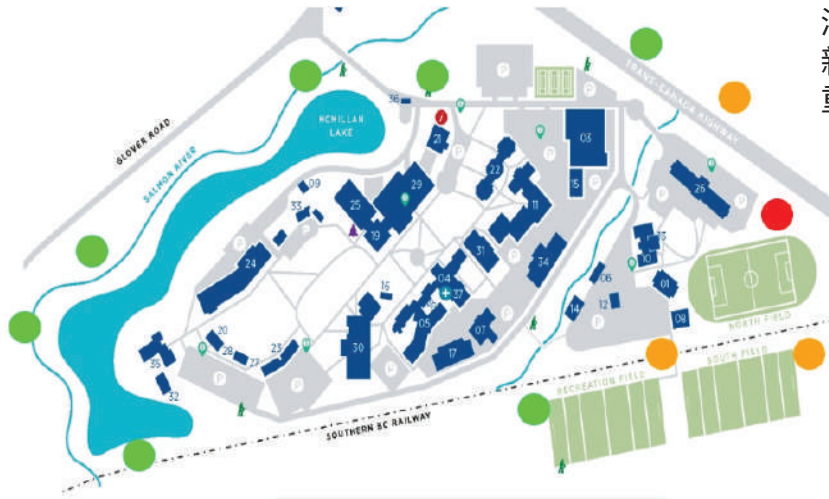 TRANS-CANADA HIGHWAY
GLOVER ROAD
SALMON RIVER
MCMILLAN
LAKE
36
i
21
P
P
P
P
03
15
22
29
25
19
09
33
P
P
24
11
31
34
P
26
P
P
13
10
01
08
06
12
14
P
04
37
05
07
17
P
16
30
P
20
28
27
23
P
P
35
32
NORTH FIELD
SOUTH FIELD
RECREATION FIELD
SOUTHERN BC RAILWAY